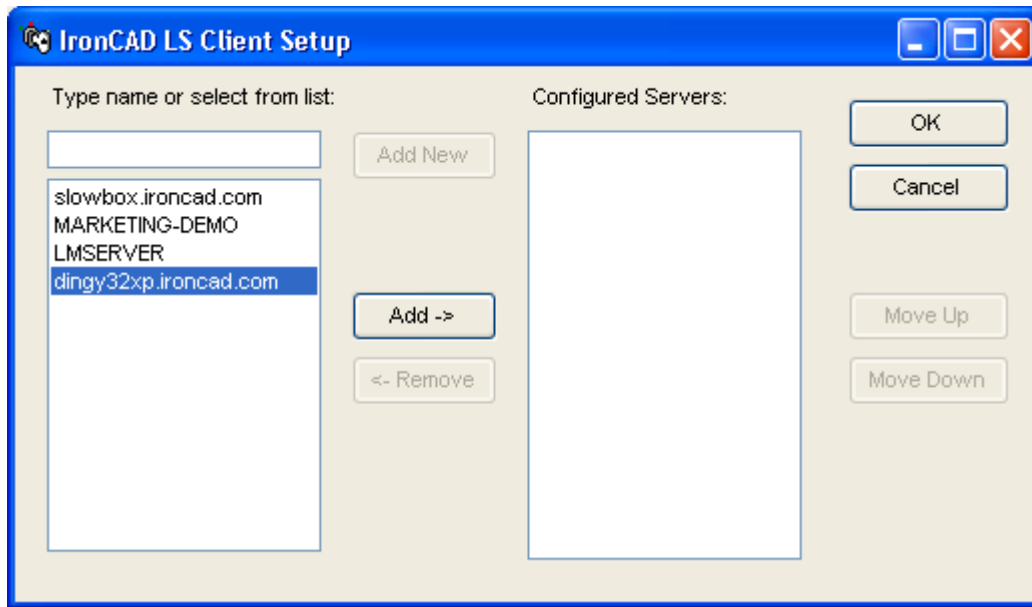 IronCAD LS Client Setup
Type name or select from list:
Add New
slowbox.ironcad.com
MARKETING-DEMO
LMSERVER
dingy32xp.ironcad.com
Add ->
<- Remove
Configured Servers:
OK
Cancel
Move Up
Move Down